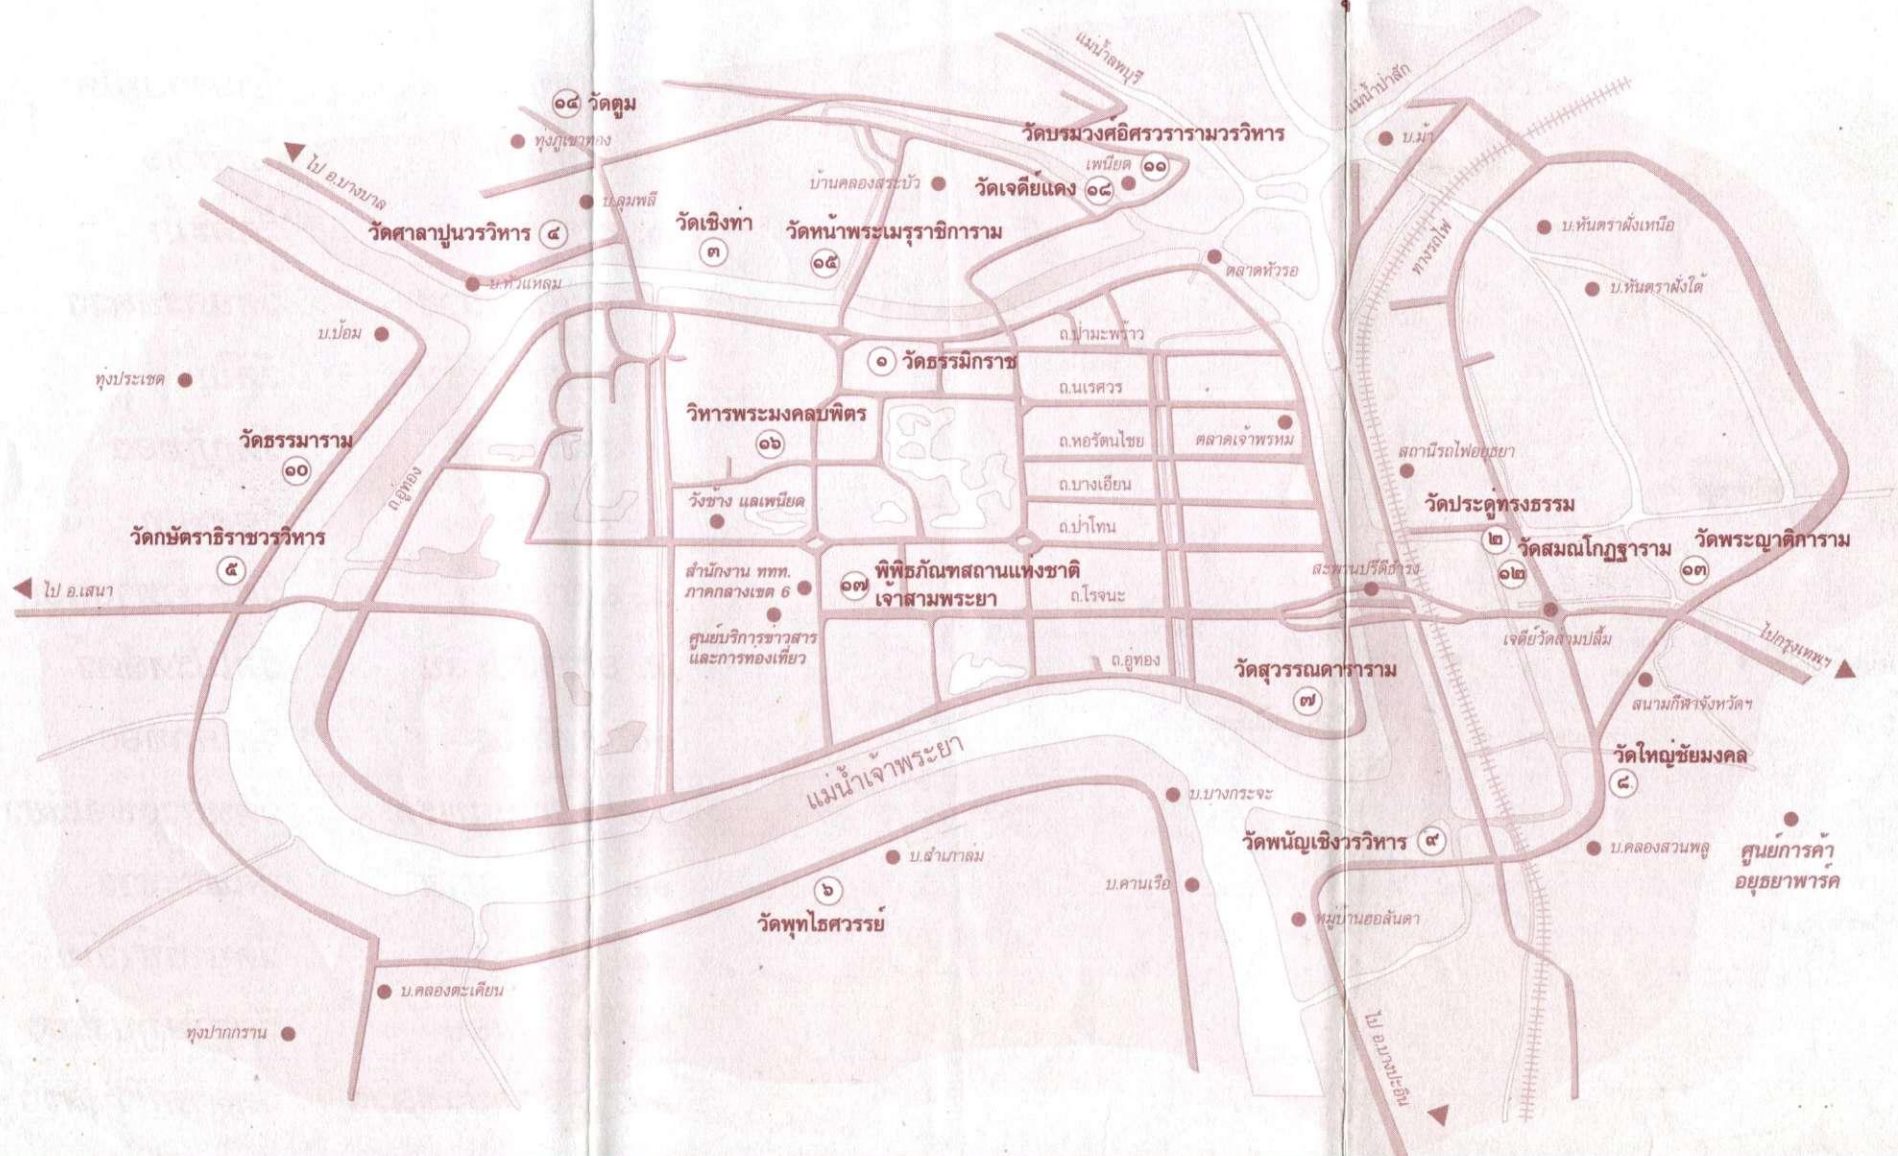 แม่น้ำลพบุรี
แม่น้ำป่าสัก
๑๔ วัดตูม
ทุ่งภูเขาทอง
วัดบรมวงศ์อิศรวรารามวรวิหาร
๑๑
บ.ม้า
เพนียด
ไป อ.บางบาล
บ้านคลองสระบัว
วัดเจดีย์แดง ๑๘
บ.ลุมพลี
วัดศาลาปูนวรวิหาร ๔
วัดเชิงท่า
๓
วัดหน้าพระเมรุราชิการาม
๑๕
ทางรถไฟ
บ.หันตราฝั่งเหนือ
ตลาดหัวรอ
บ.หัวแหลม
บ.หันตราฝั่งใต้
บ.ป้อม
ถ.ป่ามะพร้าว
๑ วัดธรรมิกราช
ทุ่งประเชต
ถ.นเรศวร
วิหารพระมงคลบพิตร
๑๖
วัดธรรมาราม
๑๐
ถ.หอรัตนไชย
ตลาดเจ้าพรหม
สถานีรถไฟอยุธยา
ถ.อู่ทอง
ถ.บางเอียน
วังช้าง แลเพนียด
วัดประดู่ทรงธรรม
๒
ถ.ป่าโทน
วัดกษัตราธิราชวรวิหาร
๕
วัดสมณโกฏฐาราม
๑๒
วัดพระญาติการาม
๑๓
สำนักงาน ททท.
ภาคกลางเขต 6
๑๗ พิพิธภัณฑสถานแห่งชาติ
เจ้าสามพระยา
สะพานปรีดีธำรง
ไป อ.เสนา
ถ.โรจนะ
ศูนย์บริการข่าวสาร
และการท่องเที่ยว
เจดีย์วัดสามปลื้ม
ไปกรุงเทพฯ
ถ.อู่ทอง
วัดสุวรรณดาราราม
๗
สนามกีฬาจังหวัดฯ
แม่น้ำเจ้าพระยา
วัดใหญ่ชัยมงคล
๘
บ.บางกระจะ
วัดพนัญเชิงวรวิหาร ๙
บ.คลองสวนพลู
ศูนย์การค้า
อยุธยาพาร์ค
บ.สำเภาล่ม
๖
วัดพุทไธศวรรย์
บ.คานเรือ
หมู่บ้านฮอลันดา
บ.คลองตะเคียน
ทุ่งปากกราน
ไป อ.บางปะอิน